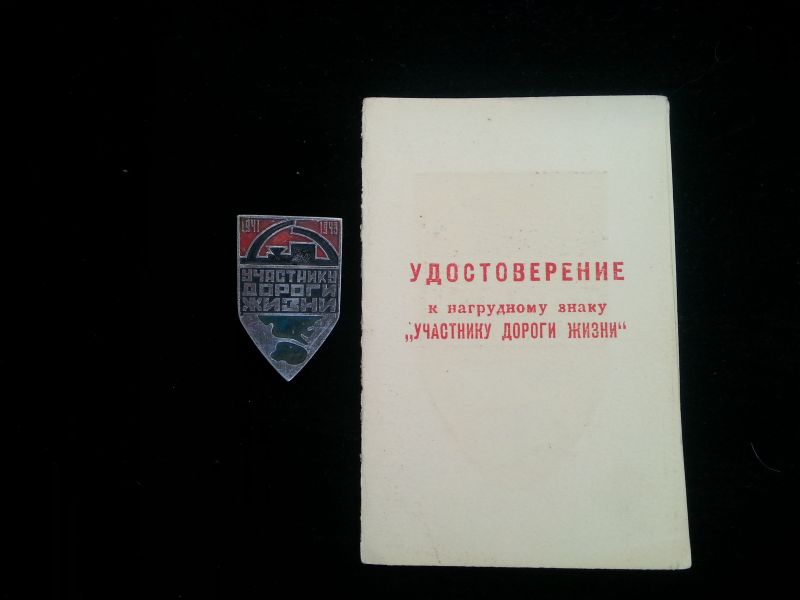 1941 1943
УЧАСТНИКУ
ДОРОГИ
ЖИЗНИ
УДОСТОВЕРЕНИЕ
к нагрудному знаку
„УЧАСТНИКУ ДОРОГИ ЖИЗНИ“